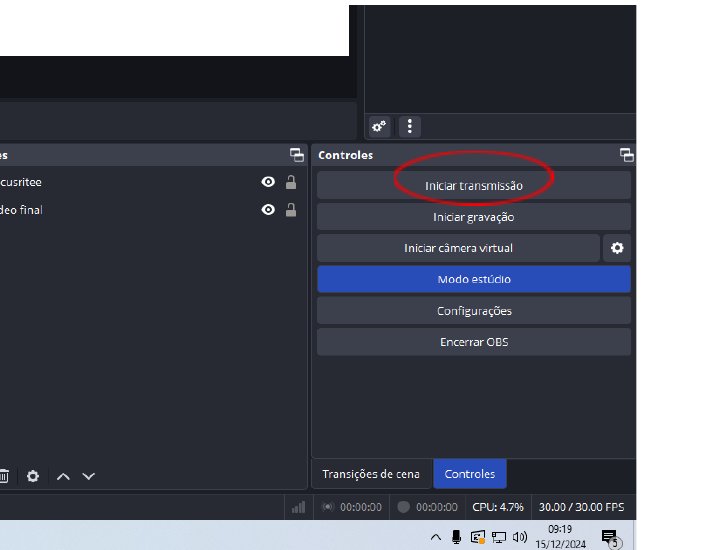 es
Controles
cusritee
Iniciar transmissão
deo final
Iniciar gravação
Iniciar câmera virtual
Modo estúdio
Configurações
Encerrar OBS
Transições de cena
Controles
00:00:00
00:00:00
CPU: 4.7%
30.00 / 30.00 FPS
09:19
15/12/2024
5